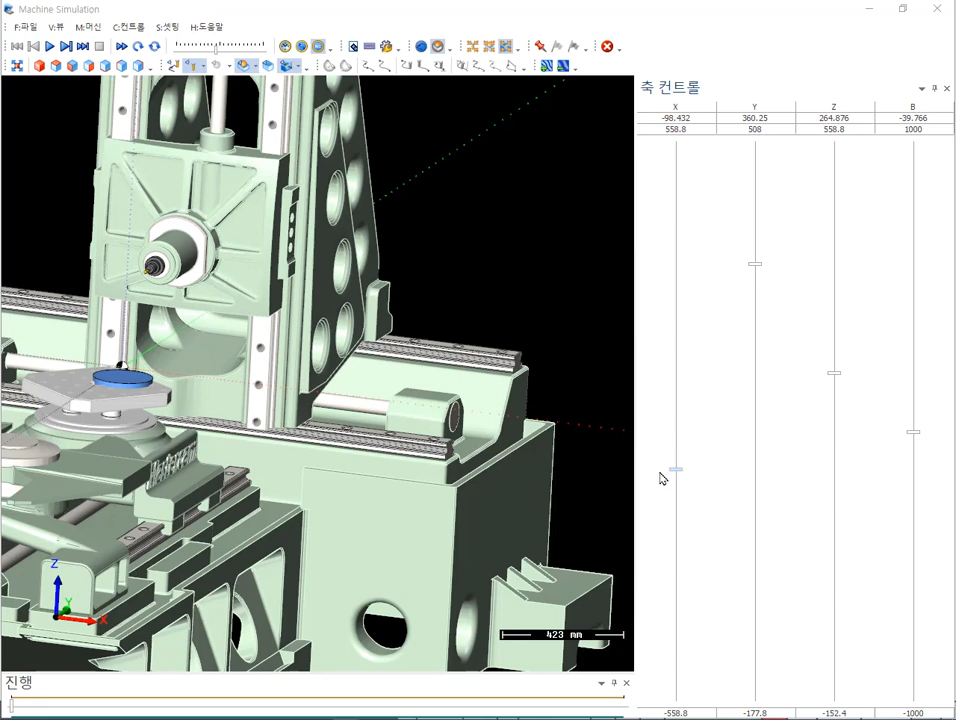 Machine Simulation
F:파일 V:뷰 M:머신 C:컨트롤 S:셋팅 H:도움말
축 컨트롤
X Y Z B
-98.432 360.25 264.876 -39.766
558.8 508 558.8 1000
Z
Y
X
423 mm
진행
-558.8 -177.8 -152.4 -1000